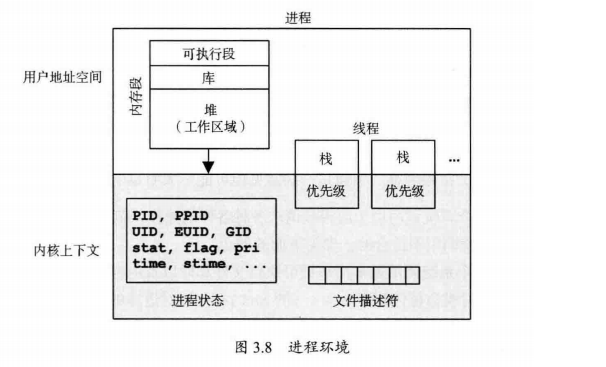 进程
用户地址空间
内存段
可执行段
库
堆
（工作区域）
线程
栈
栈
...
优先级
优先级
内核上下文
PID, PPID
UID, EUID, GID
stat, flag, pri
time, stime, ...
进程状态
文件描述符
图 3.8 进程环境